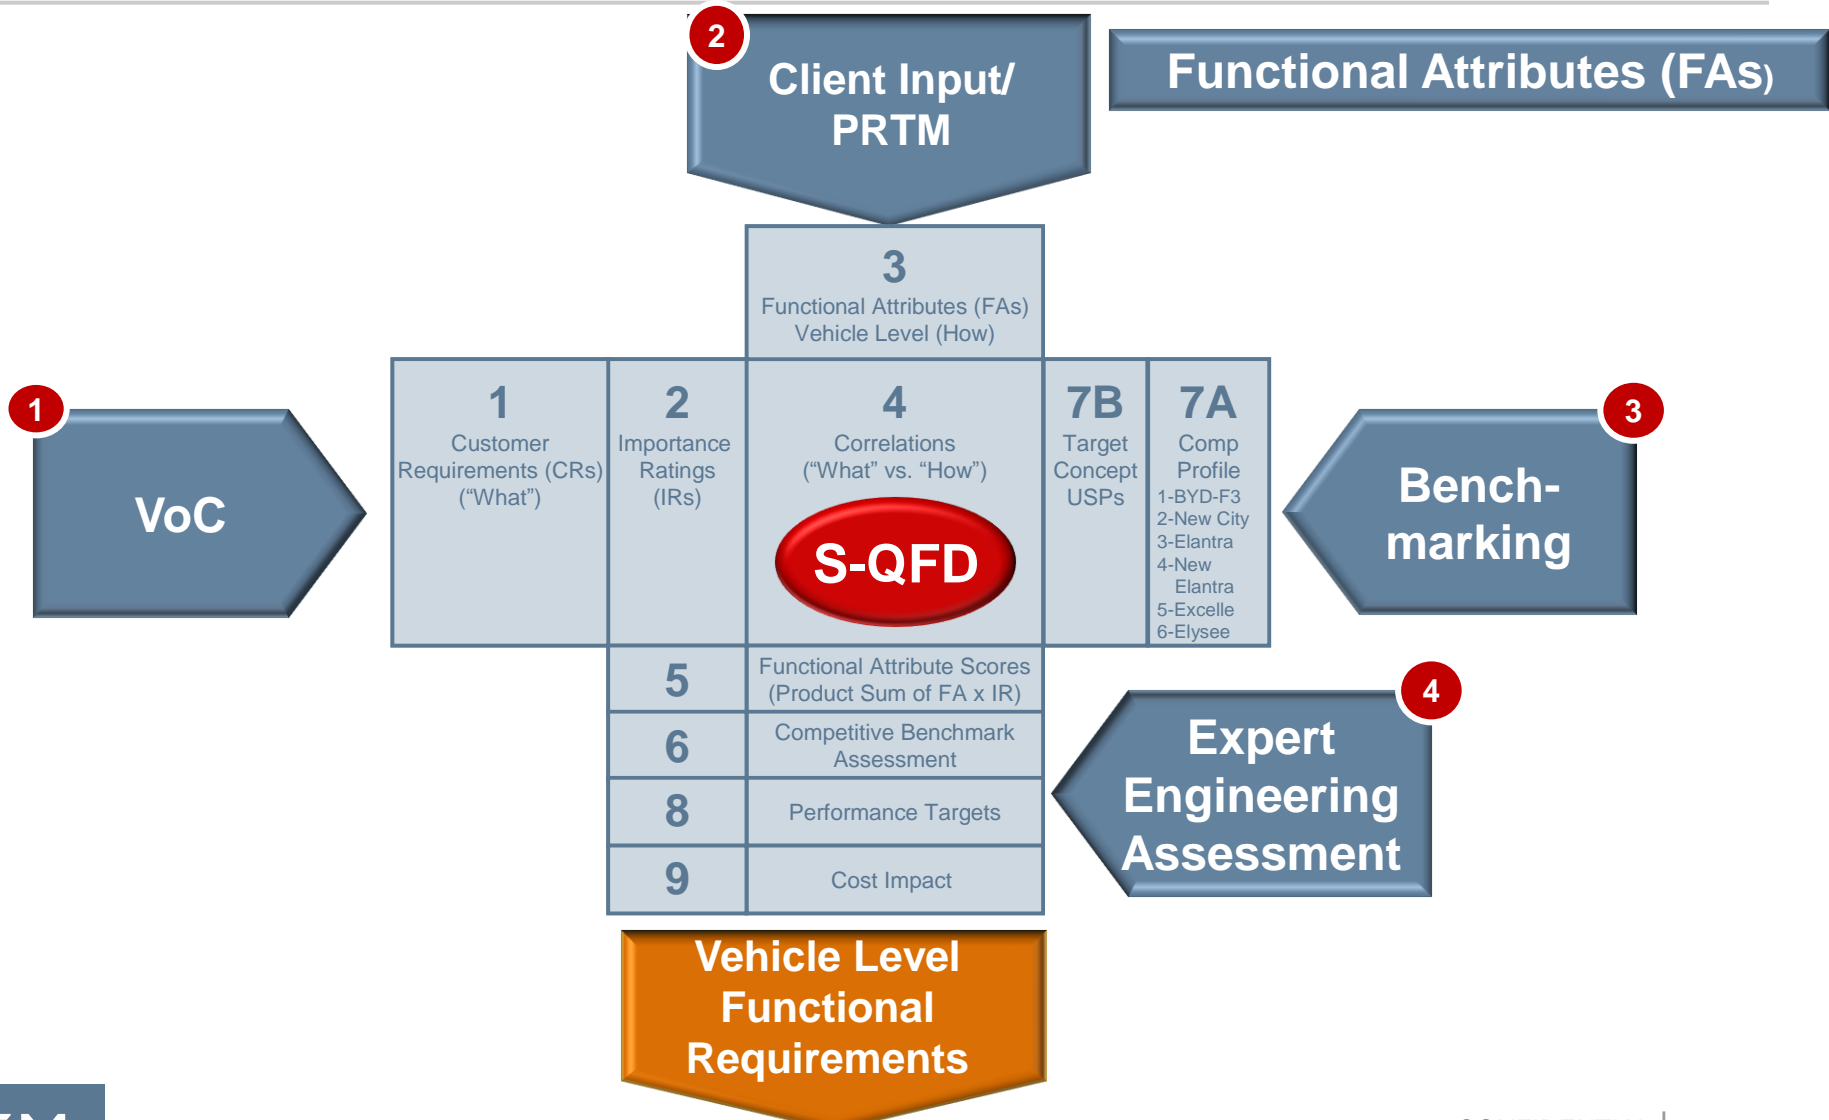 2
Client Input/
PRTM
Functional Attributes (FAs)
3
Functional Attributes (FAs)
Vehicle Level (How)
1
VoC
1
Customer
Requirements (CRs)
(“What”)
2
Importance
Ratings
(IRs)
4
Correlations
(“What” vs. “How”)
S-QFD
7B
Target
Concept
USPs
7A
Comp
Profile
1-BYD-F3
2-New City
3-Elantra
4-New
Elantra
5-Excelle
6-Elysee
3
Bench-
marking
5
Functional Attribute Scores
(Product Sum of FA x IR)
6
Competitive Benchmark
Assessment
8
Performance Targets
9
Cost Impact
4
Expert
Engineering
Assessment
Vehicle Level
Functional
Requirements